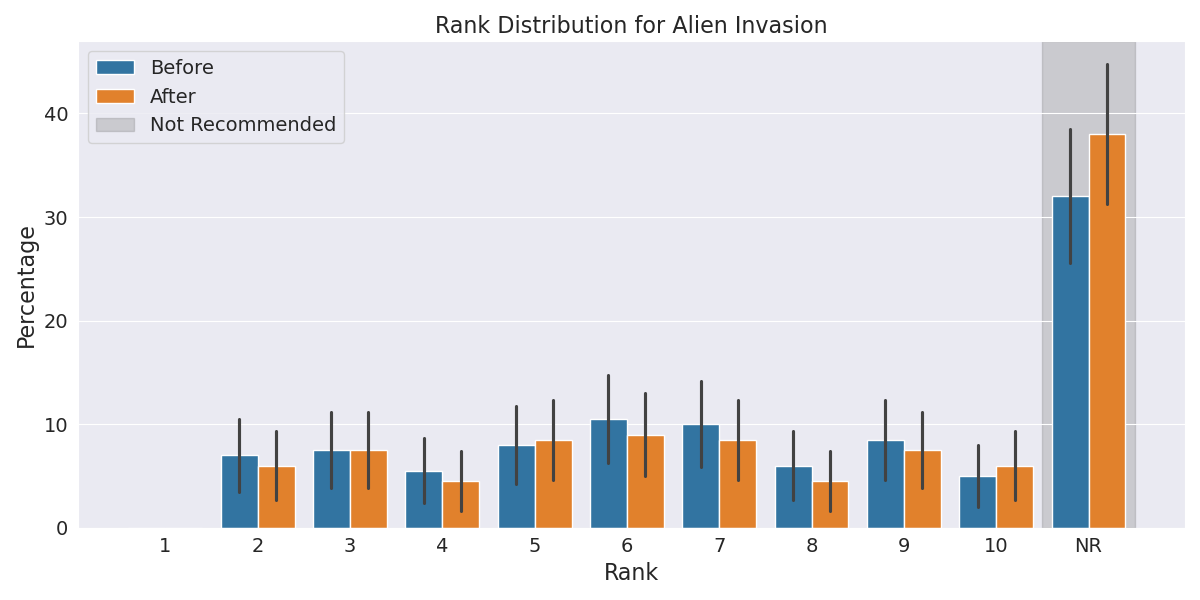 Rank Distribution for Alien Invasion
Before
After
Not Recommended
Percentage
40
30
20
10
0
1 2 3 4 5 6 7 8 9 10 NR
Rank